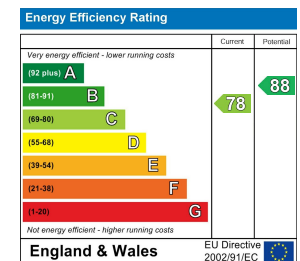 Energy Efficiency Rating
Current Potential
Very energy efficient - lower running costs
(92 plus) A
(81-91) B
(69-80) C
(55-68) D
(39-54) E
(21-38) F
(1-20) G
78
88
Not energy efficient - higher running costs
England & Wales
EU Directive
2002/91/EC